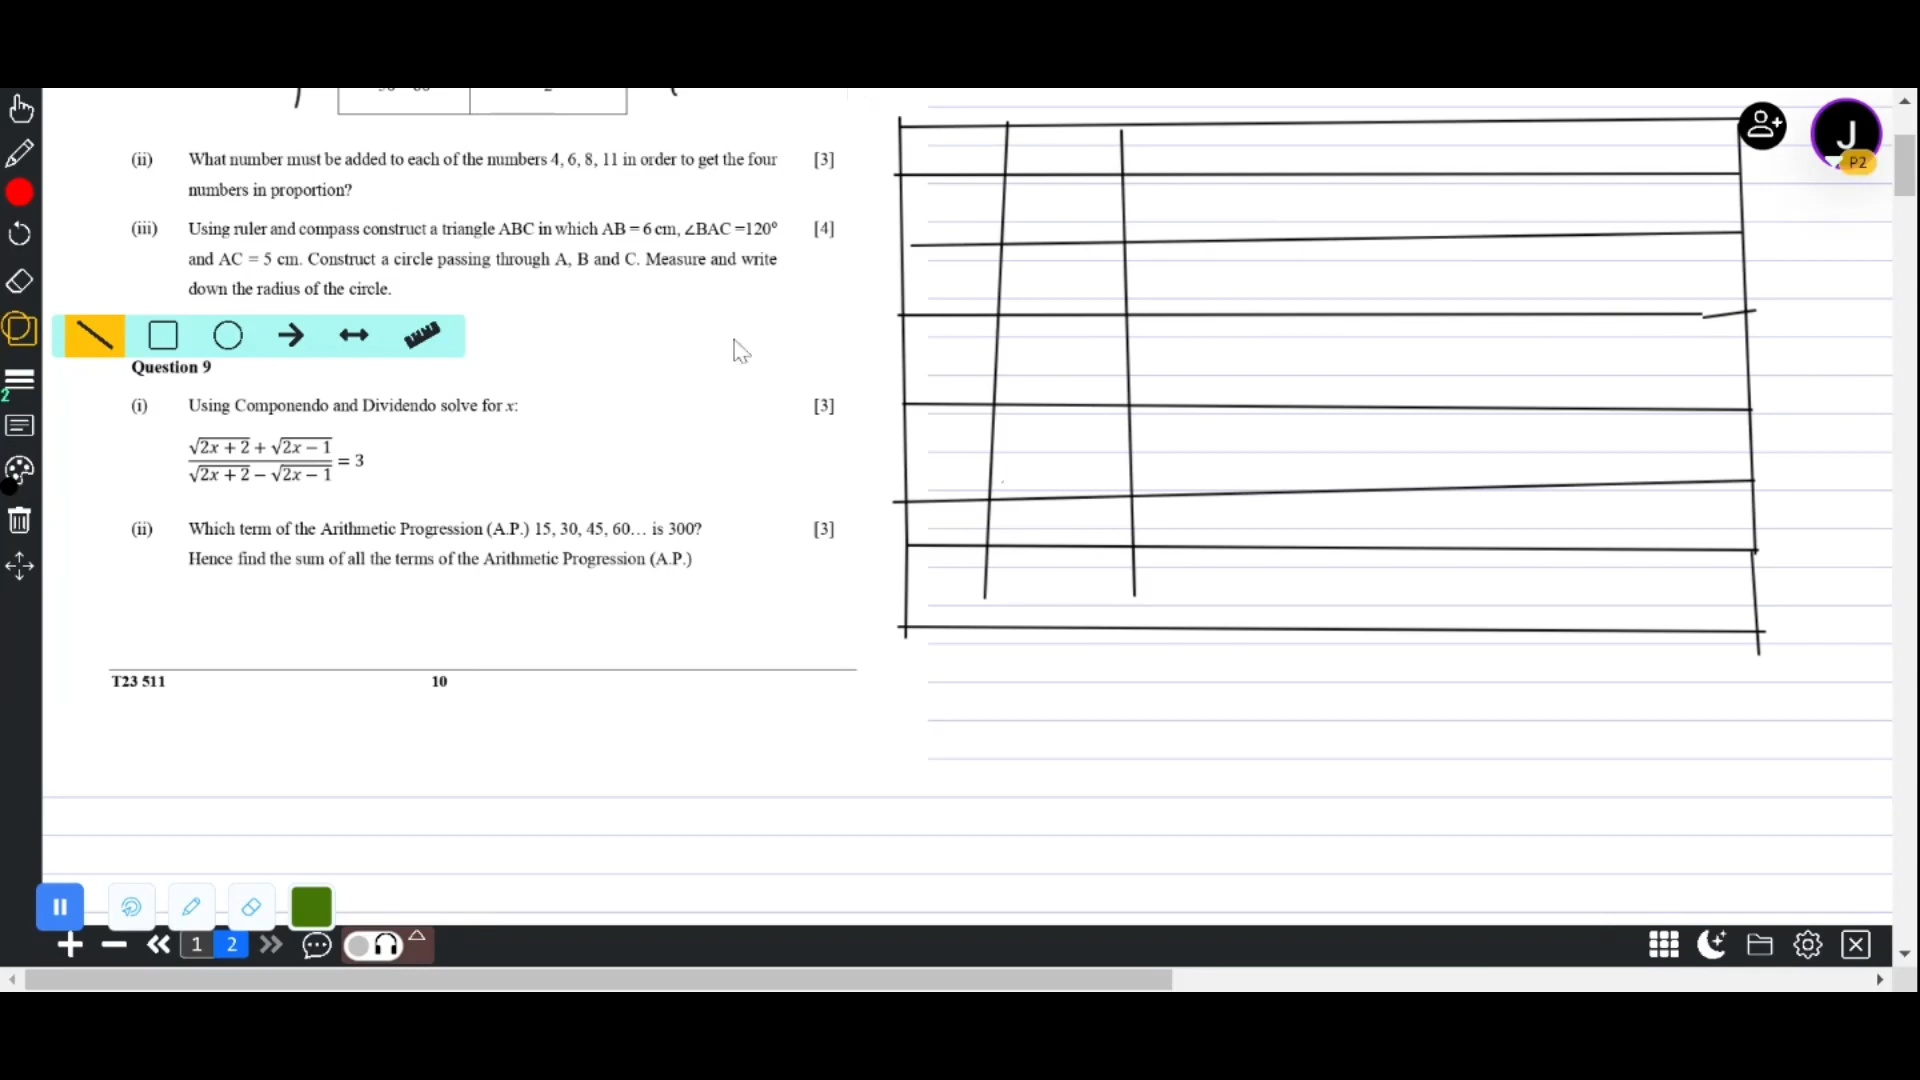 (ii) What number must be added to each of the numbers 4, 6, 8, 11 in order to get the four [3]
numbers in proportion?
(iii) Using ruler and compass construct a triangle ABC in which AB = 6 cm, ∠BAC =120° [4]
and AC = 5 cm. Construct a circle passing through A, B and C. Measure and write
down the radius of the circle.
Question 9
(i) Using Componendo and Dividendo solve for x: [3]
√2x + 2 + √2x − 1
√2x + 2 − √2x − 1 = 3
(ii) Which term of the Arithmetic Progression (A.P.) 15, 30, 45, 60… is 300? [3]
Hence find the sum of all the terms of the Arithmetic Progression (A.P.)
T23 511 10
J
P2
2
1 2